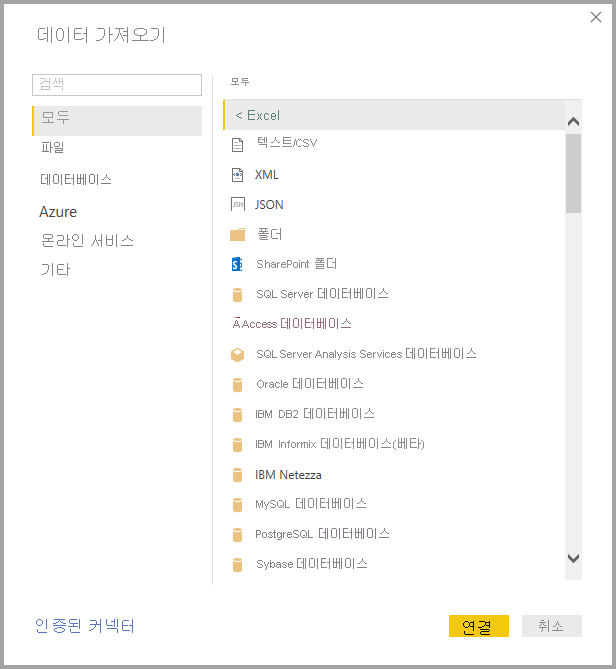 데이터 가져오기
검색
모두
파일
데이터베이스
Azure
온라인 서비스
기타
모두
< Excel
텍스트/CSV
XML
JSON
폴더
SharePoint 폴더
SQL Server 데이터베이스
Access 데이터베이스
SQL Server Analysis Services 데이터베이스
Oracle 데이터베이스
IBM DB2 데이터베이스
IBM Informix 데이터베이스(베타)
IBM Netezza
MySQL 데이터베이스
PostgreSQL 데이터베이스
Sybase 데이터베이스
인증된 커넥터
연결
취소